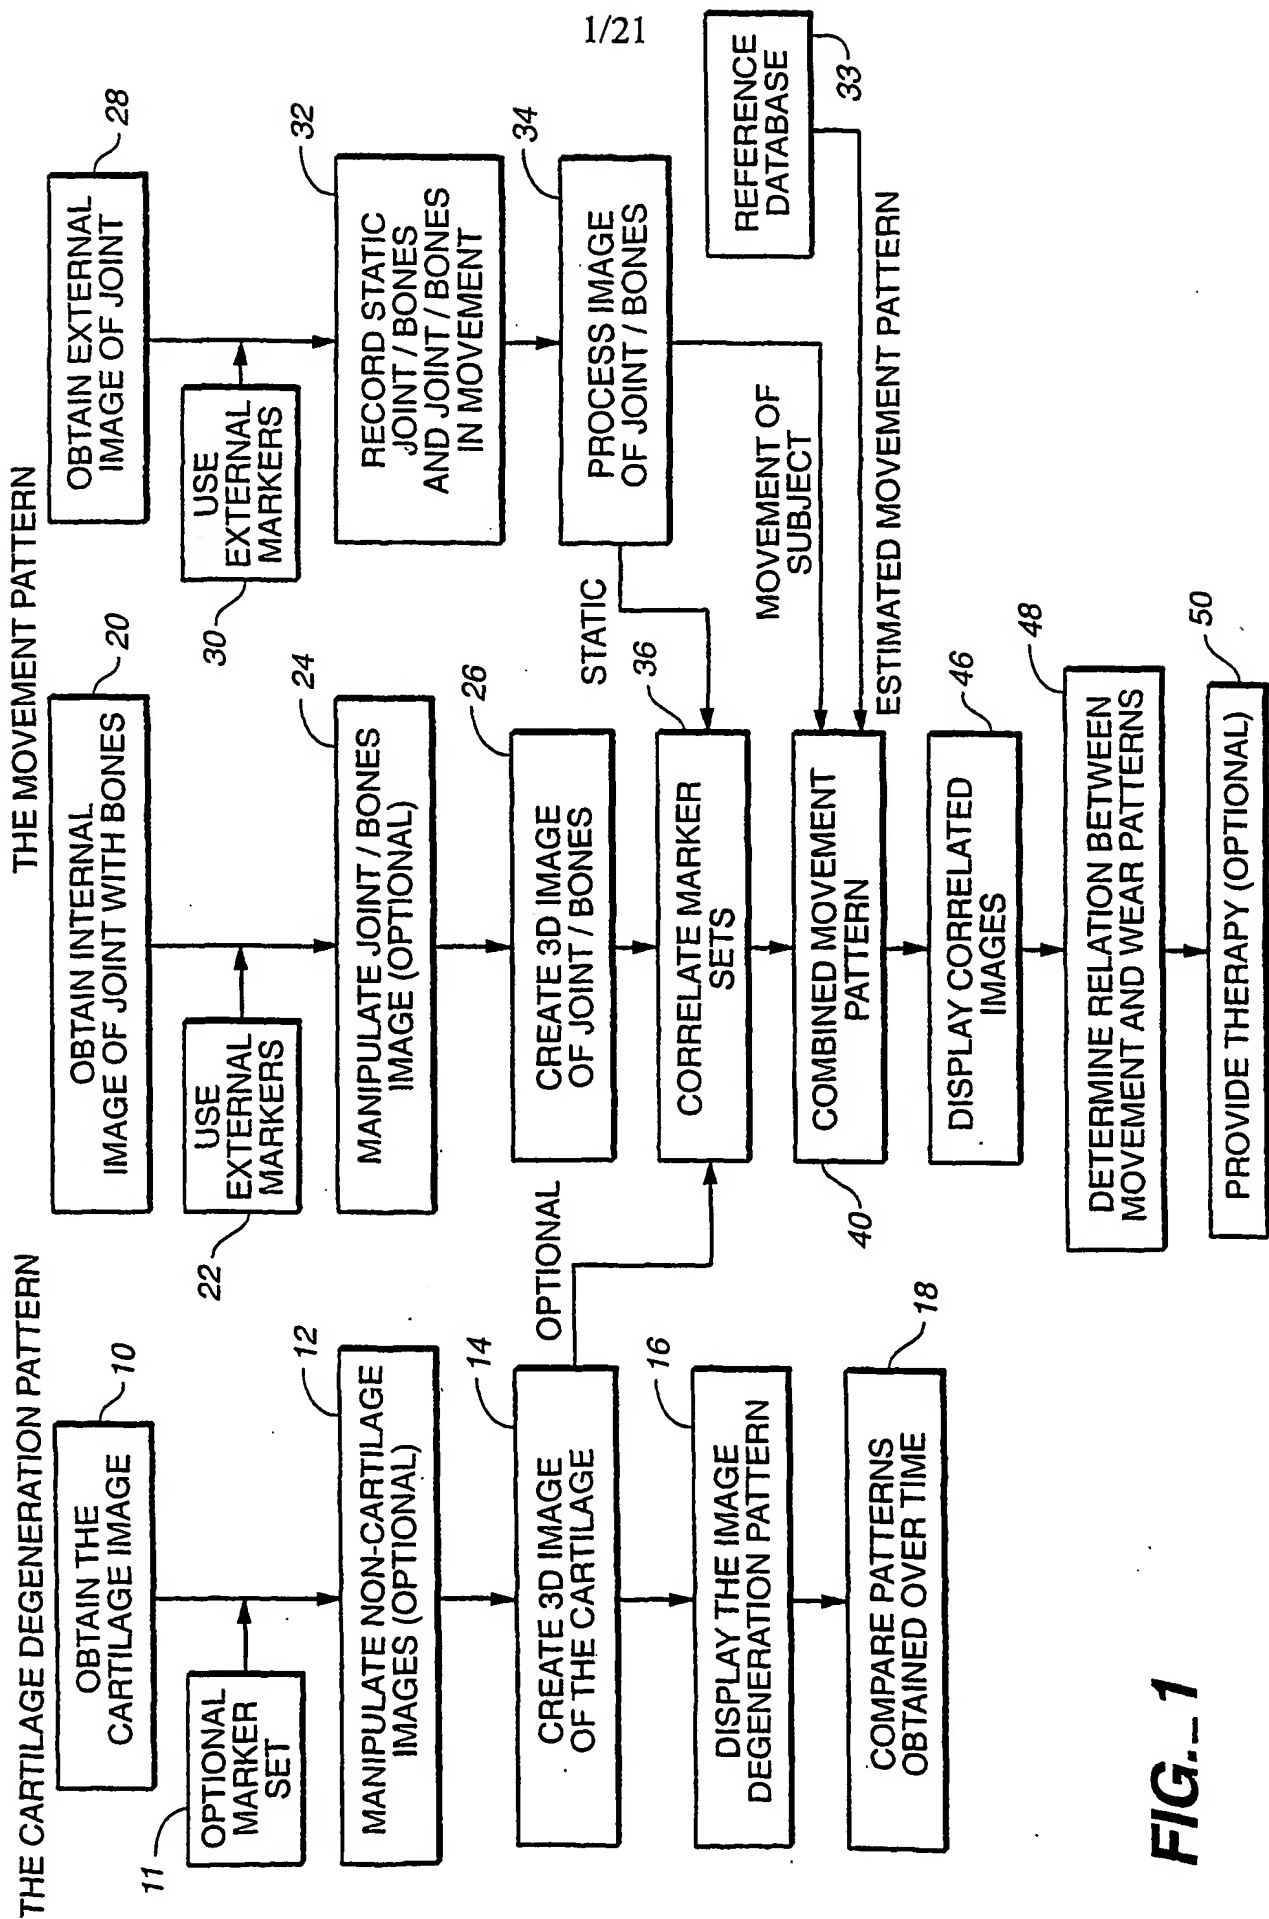 1/21
THE CARTILAGE DEGENERATION PATTERN
OBTAIN THE
CARTILAGE IMAGE
10
OPTIONAL
MARKER
SET
11
MANIPULATE NON-CARTILAGE
IMAGES (OPTIONAL)
12
CREATE 3D IMAGE
OF THE CARTILAGE
14
OPTIONAL
DISPLAY THE IMAGE
DEGENERATION PATTERN
16
COMPARE PATTERNS
OBTAINED OVER TIME
18
THE MOVEMENT PATTERN
OBTAIN INTERNAL
IMAGE OF JOINT WITH BONES
20
USE
EXTERNAL
MARKERS
22
MANIPULATE JOINT / BONES
IMAGE (OPTIONAL)
24
CREATE 3D IMAGE
OF JOINT / BONES
26
CORRELATE MARKER
SETS
36
COMBINED MOVEMENT
PATTERN
40
DISPLAY CORRELATED
IMAGES
46
DETERMINE RELATION BETWEEN
MOVEMENT AND WEAR PATTERNS
48
PROVIDE THERAPY (OPTIONAL)
50
OBTAIN EXTERNAL
IMAGE OF JOINT
28
USE
EXTERNAL
MARKERS
30
RECORD STATIC
JOINT / BONES
AND JOINT / BONES
IN MOVEMENT
32
PROCESS IMAGE
OF JOINT / BONES
34
STATIC
MOVEMENT OF
SUBJECT
REFERENCE
DATABASE
33
ESTIMATED MOVEMENT PATTERN
FIG._1